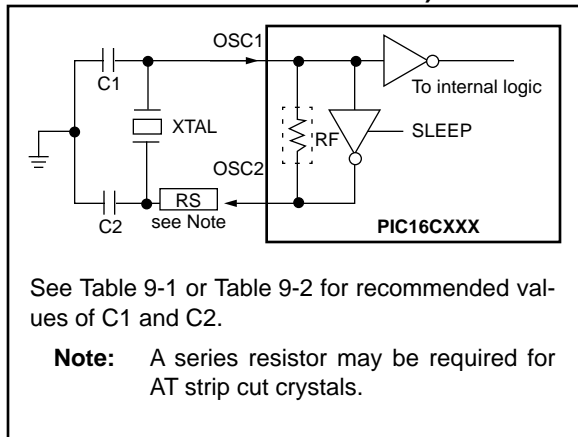 OSC1
C1
To internal logic
XTAL
RF
SLEEP
OSC2
RS
C2
see Note
PIC16CXXX
See Table 9-1 or Table 9-2 for recommended val-
ues of C1 and C2.
Note: A series resistor may be required for
AT strip cut crystals.